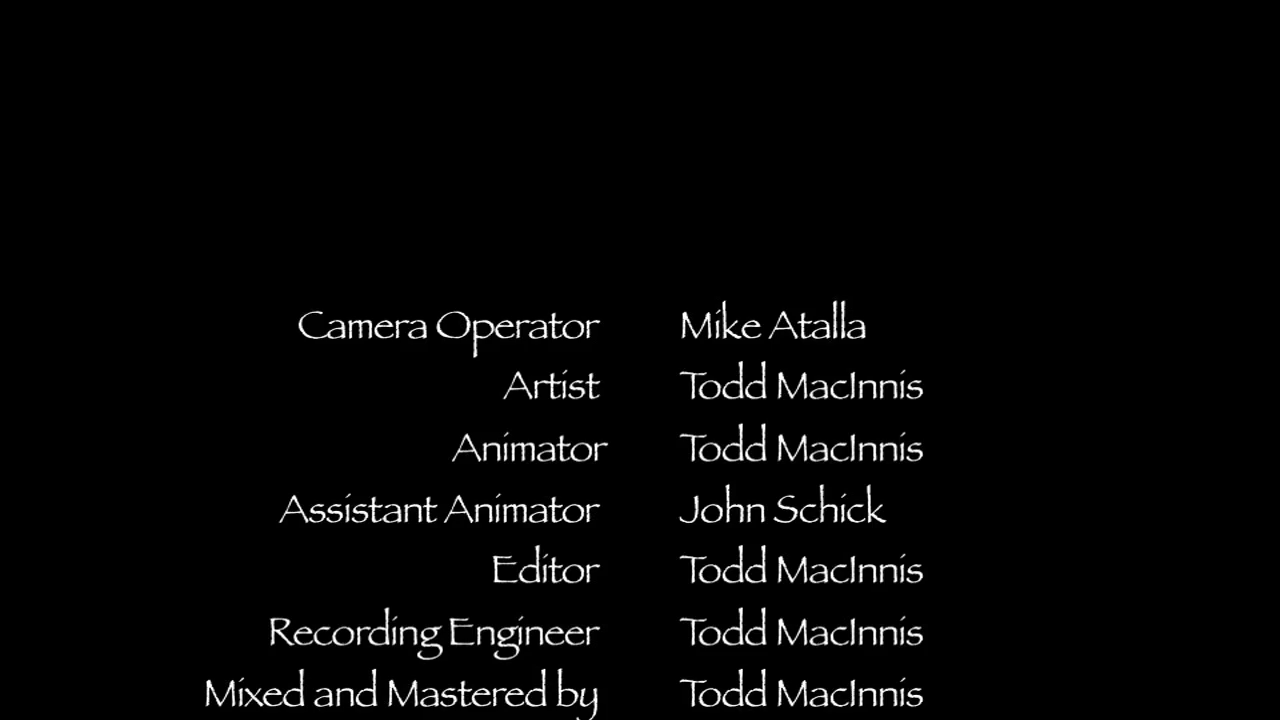 Camera Operator Mike Atalla
Artist Todd MacInnis
Animator Todd MacInnis
Assistant Animator John Schick
Editor Todd MacInnis
Recording Engineer Todd MacInnis
Mixed and Mastered by Todd MacInnis